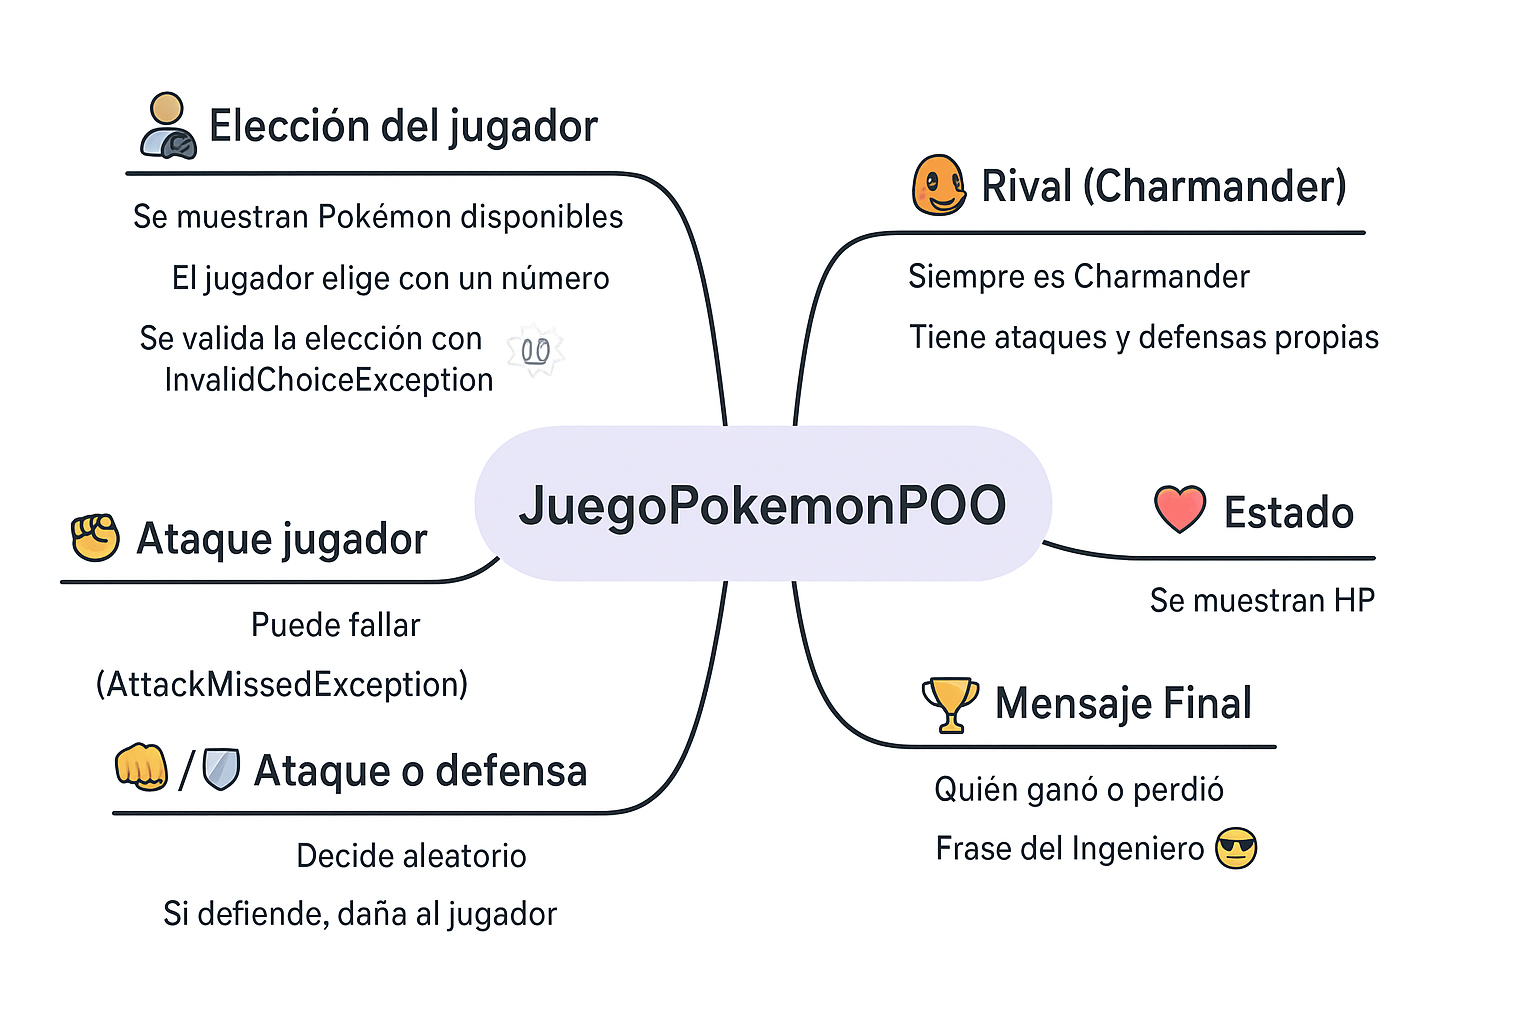 Elección del jugador
Se muestran Pokémon disponibles
El jugador elige con un número
Se valida la elección con
InvalidChoiceException
Rival (Charmander)
Siempre es Charmander
Tiene ataques y defensas propias
JuegoPokemonPOO
Ataque jugador
Puede fallar
(AttackMissedException)
/ Ataque o defensa
Decide aleatorio
Si defiende, daña al jugador
Estado
Se muestran HP
Mensaje Final
Quién ganó o perdió
Frase del Ingeniero